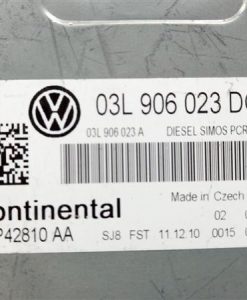 03L 906 023 D
03L 906 023 A DIESEL SIMOS PCR
Made in Czech
02 0
ontinental
P42810 AA
SJ8 FST 11.12.10 0015